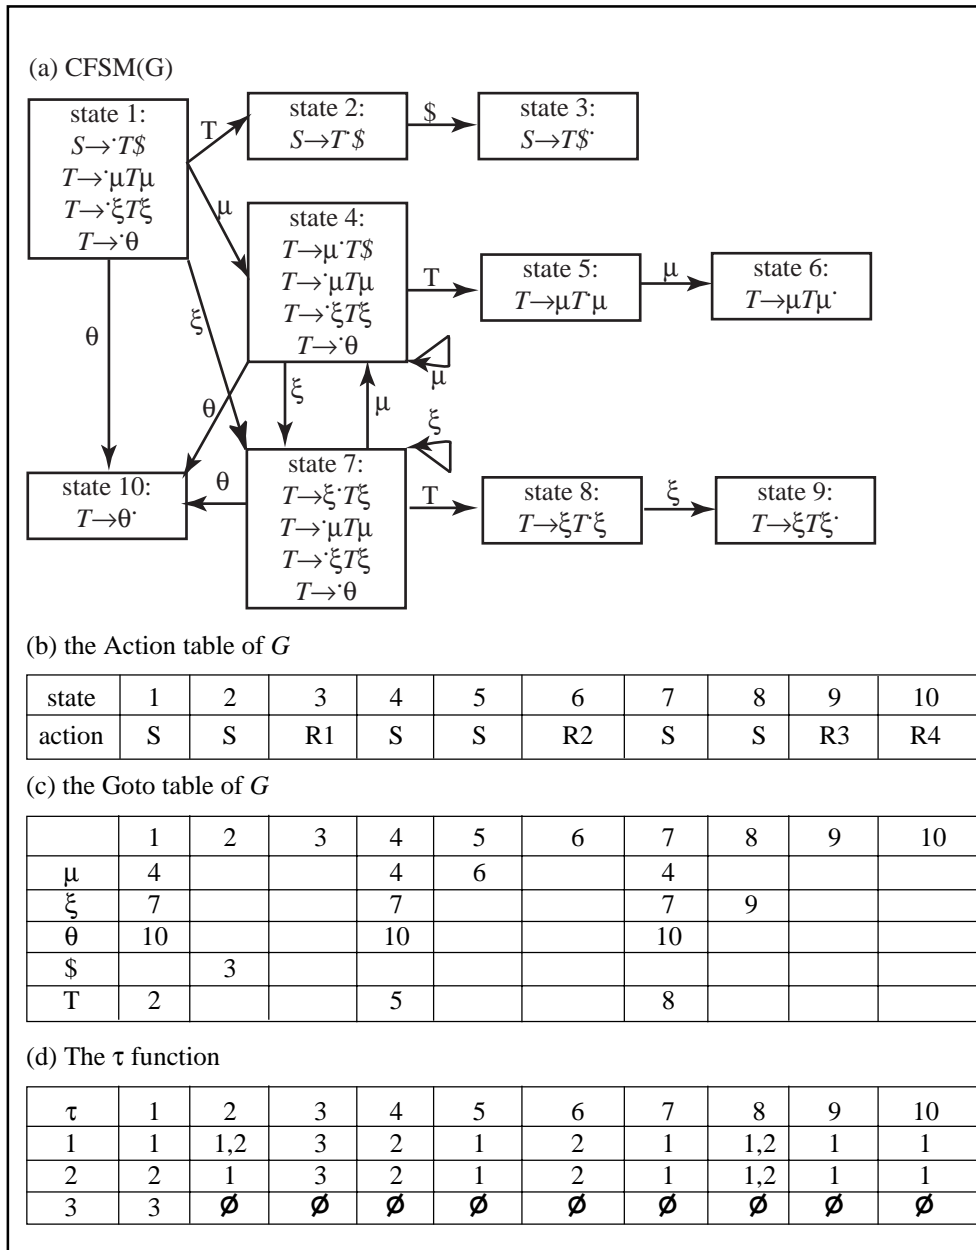 (a) CFSM(G)
state 1:
S→·T$
T→·μTμ
T→·ξTξ
T→·θ
T
state 2:
S→T·$
$
state 3:
S→T$·
μ
ξ
θ
state 4:
T→μ·T$
T→·μTμ
T→·ξTξ
T→·θ
T
state 5:
T→μT·μ
μ
state 6:
T→μTμ·
μ
θ
ξ
μ
ξ
state 10:
T→θ·
θ
state 7:
T→ξ·Tξ
T→·μTμ
T→·ξTξ
T→·θ
T
state 8:
T→ξT·ξ
ξ
state 9:
T→ξTξ·
(b) the Action table of G
state 1 2 3 4 5 6 7 8 9 10
action S S R1 S S R2 S S R3 R4
(c) the Goto table of G
1 2 3 4 5 6 7 8 9 10
μ 4 4 6 4
ξ 7 7 7 9
θ 10 10 10
$ 3
T 2 5 8
(d) The τ function
τ 1 2 3 4 5 6 7 8 9 10
1 1 1,2 3 2 1 2 1 1,2 1 1
2 2 1 3 2 1 2 1 1,2 1 1
3 3 Ø Ø Ø Ø Ø Ø Ø Ø Ø